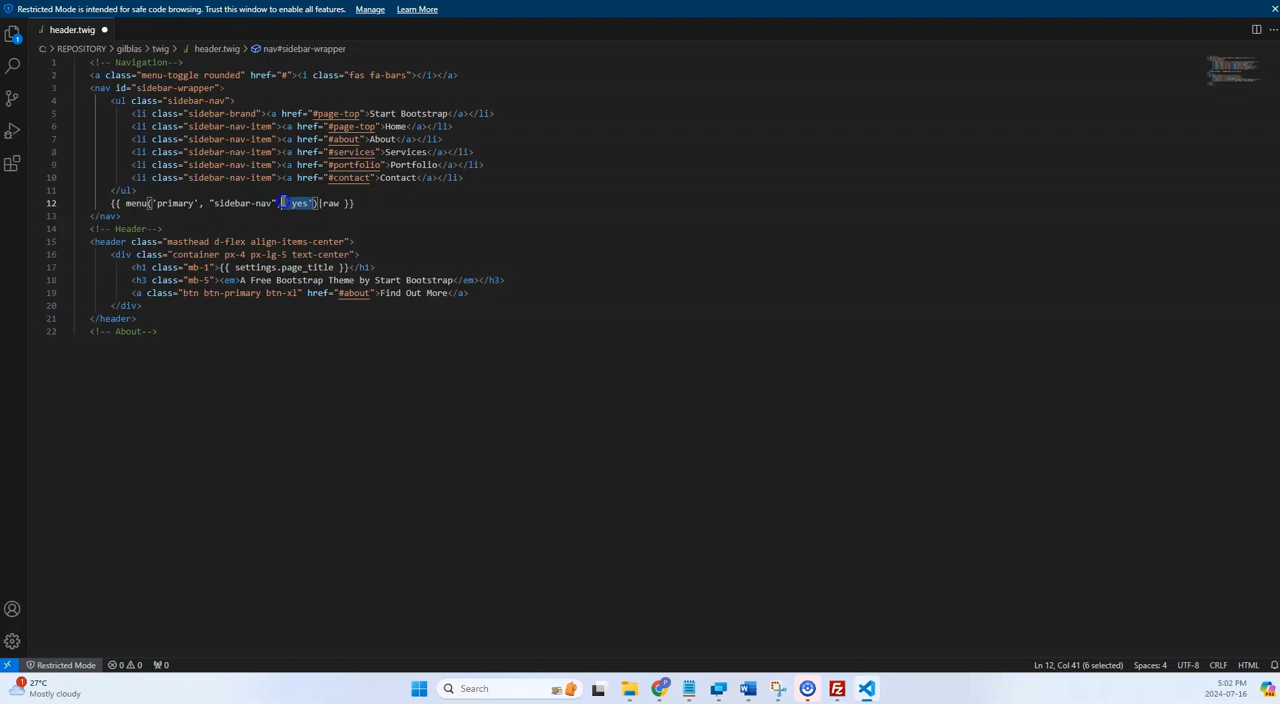 Restricted Mode is intended for safe code browsing. Trust this window to enable all features. Manage Learn More
header.twig
C: > REPOSITORY > gilblas > twig > header.twig > nav#sidebar-wrapper
1 <!-- Navigation-->
2 <a class="menu-toggle rounded" href="#"><i class="fas fa-bars"></i></a>
3 <nav id="sidebar-wrapper">
4 <ul class="sidebar-nav">
5 <li class="sidebar-brand"><a href="#page-top">Start Bootstrap</a></li>
6 <li class="sidebar-nav-item"><a href="#page-top">Home</a></li>
7 <li class="sidebar-nav-item"><a href="#about">About</a></li>
8 <li class="sidebar-nav-item"><a href="#services">Services</a></li>
9 <li class="sidebar-nav-item"><a href="#portfolio">Portfolio</a></li>
10 <li class="sidebar-nav-item"><a href="#contact">Contact</a></li>
11 </ul>
12 {{ menu('primary', "sidebar-nav", yes')|raw }}
13 </nav>
14 <!-- Header-->
15 <header class="masthead d-flex align-items-center">
16 <div class="container px-4 px-lg-5 text-center">
17 <h1 class="mb-1">{{ settings.page_title }}</h1>
18 <h3 class="mb-5"><em>A Free Bootstrap Theme by Start Bootstrap</em></h3>
19 <a class="btn btn-primary btn-xl" href="#about">Find Out More</a>
20 </div>
21 </header>
22 <!-- About-->
Restricted Mode 0 0 0 Ln 12, Col 41 (6 selected) Spaces: 4 UTF-8 CRLF HTML
27°C
Mostly cloudy
Search
5:02 PM
2024-07-16